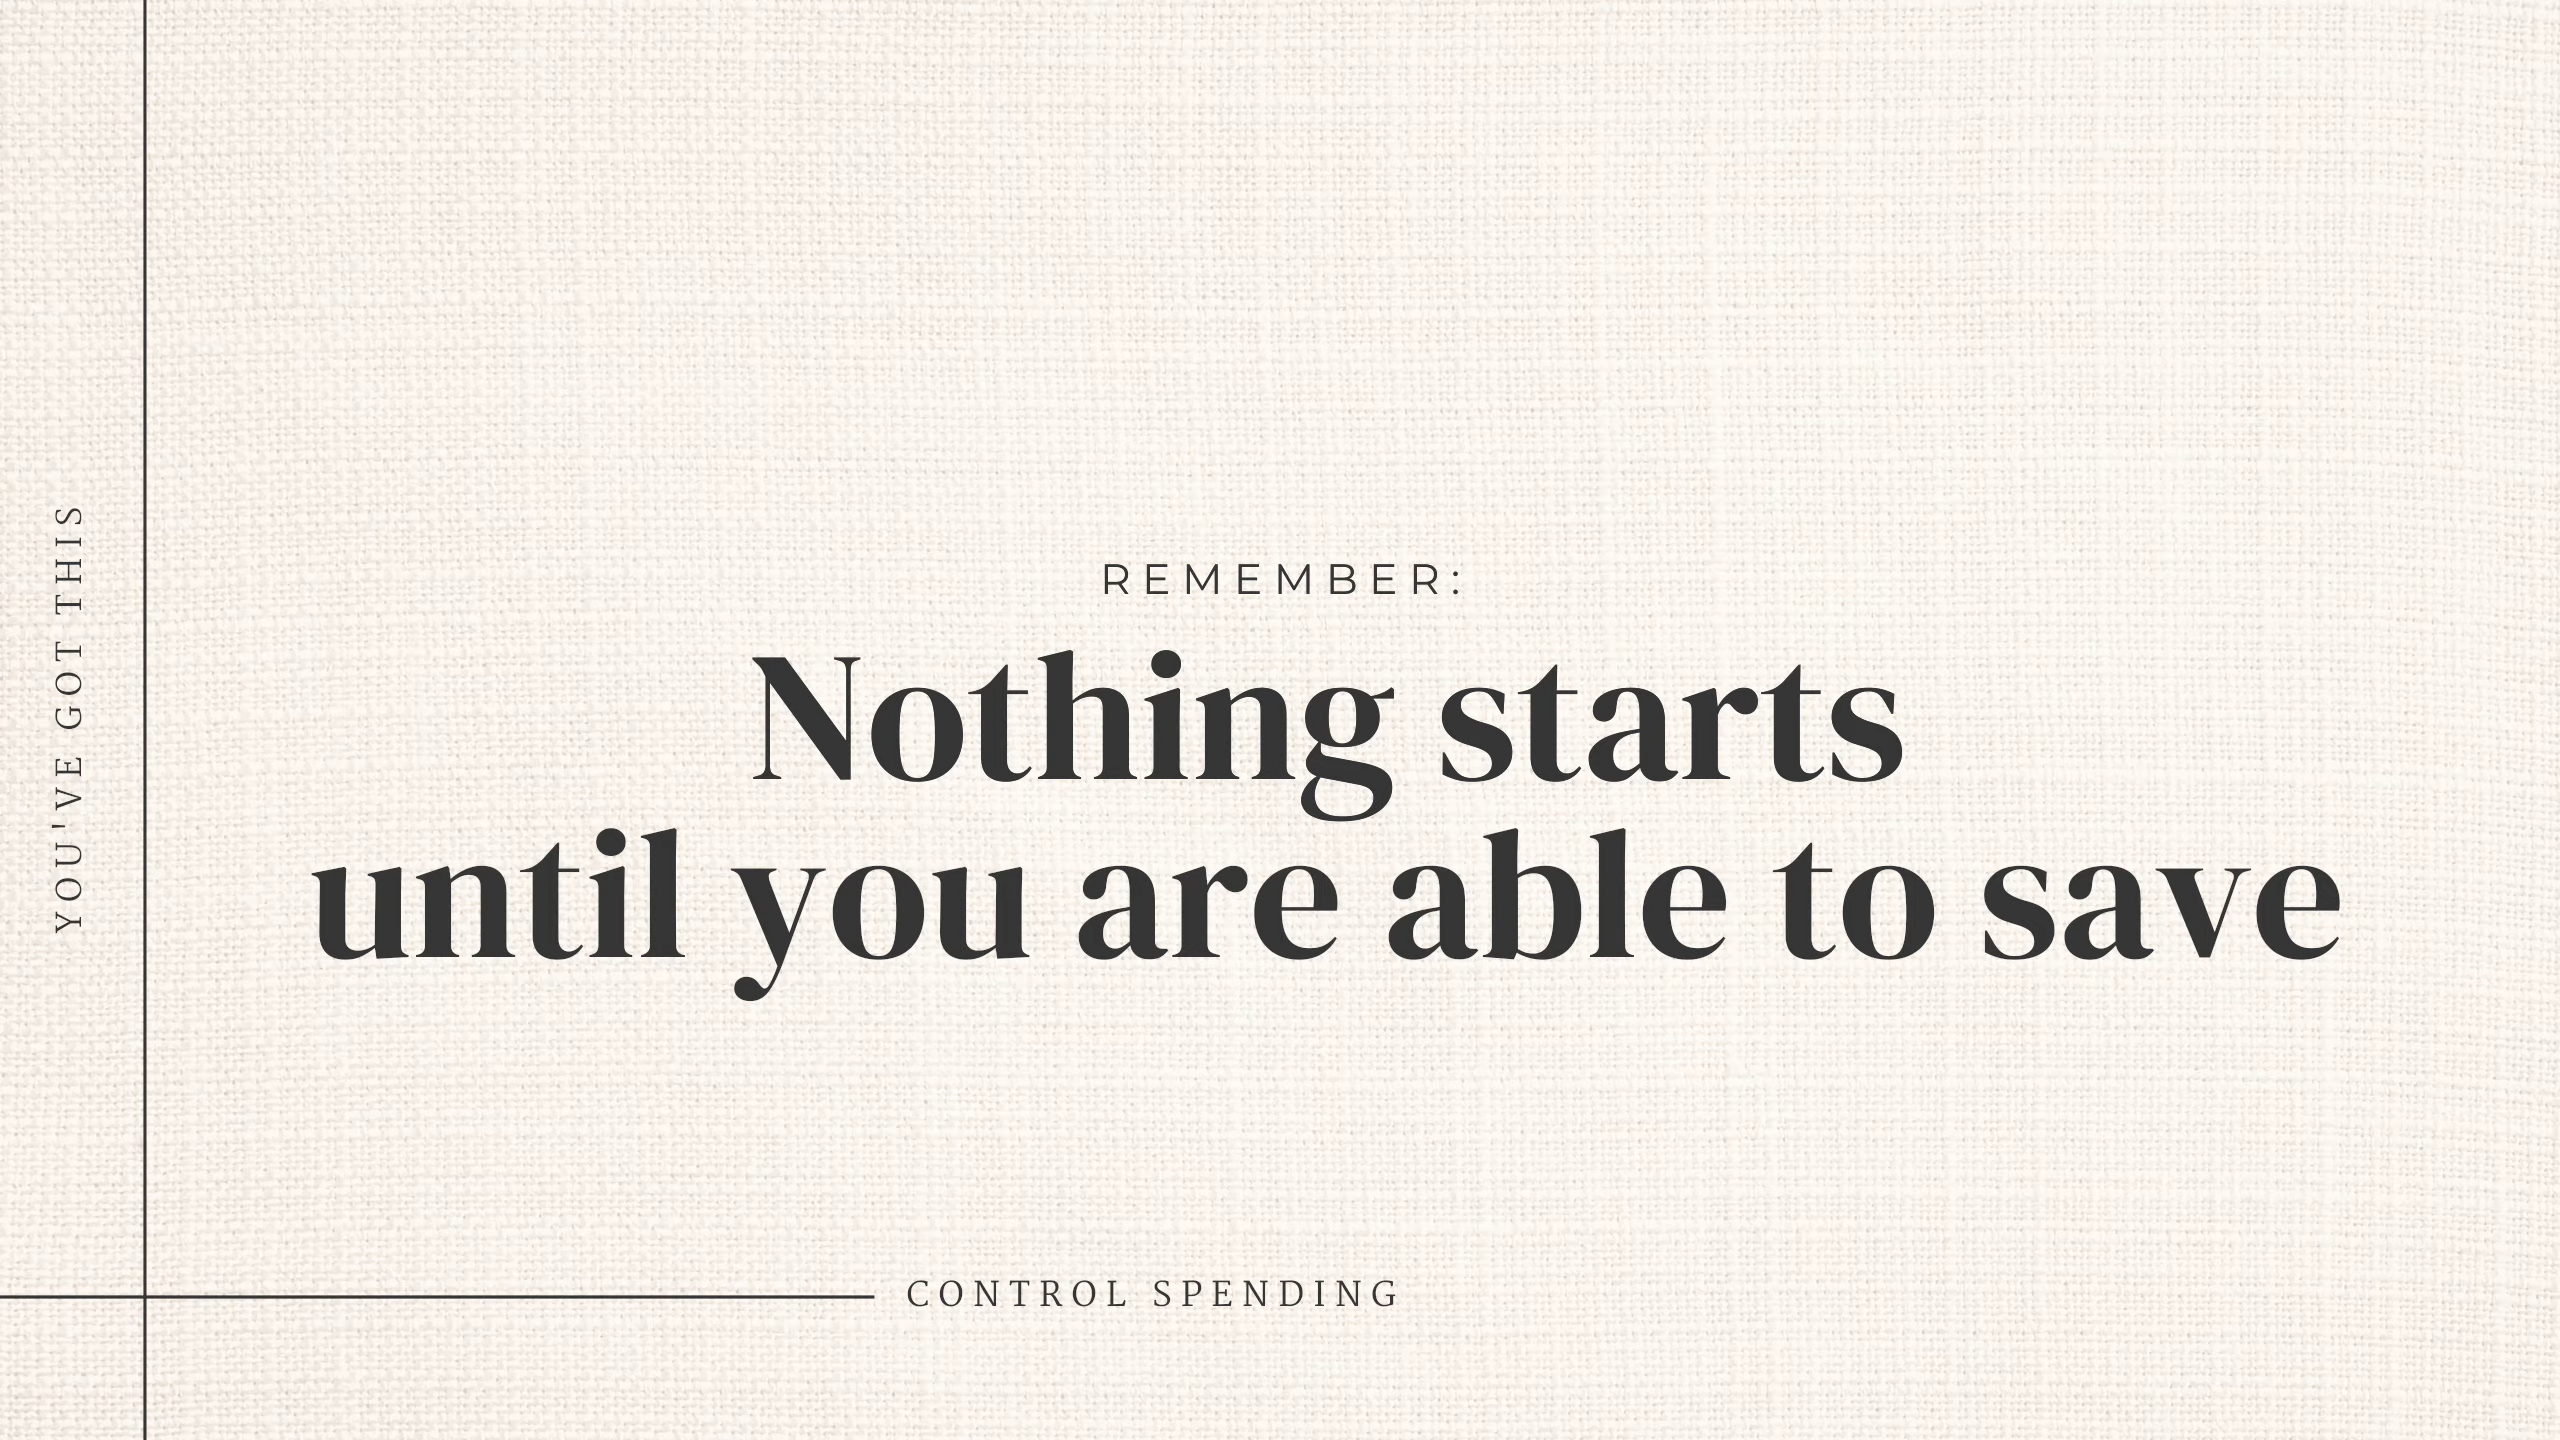 YOU'VE GOT THIS
REMEMBER:
Nothing starts
until you are able to save
CONTROL SPENDING